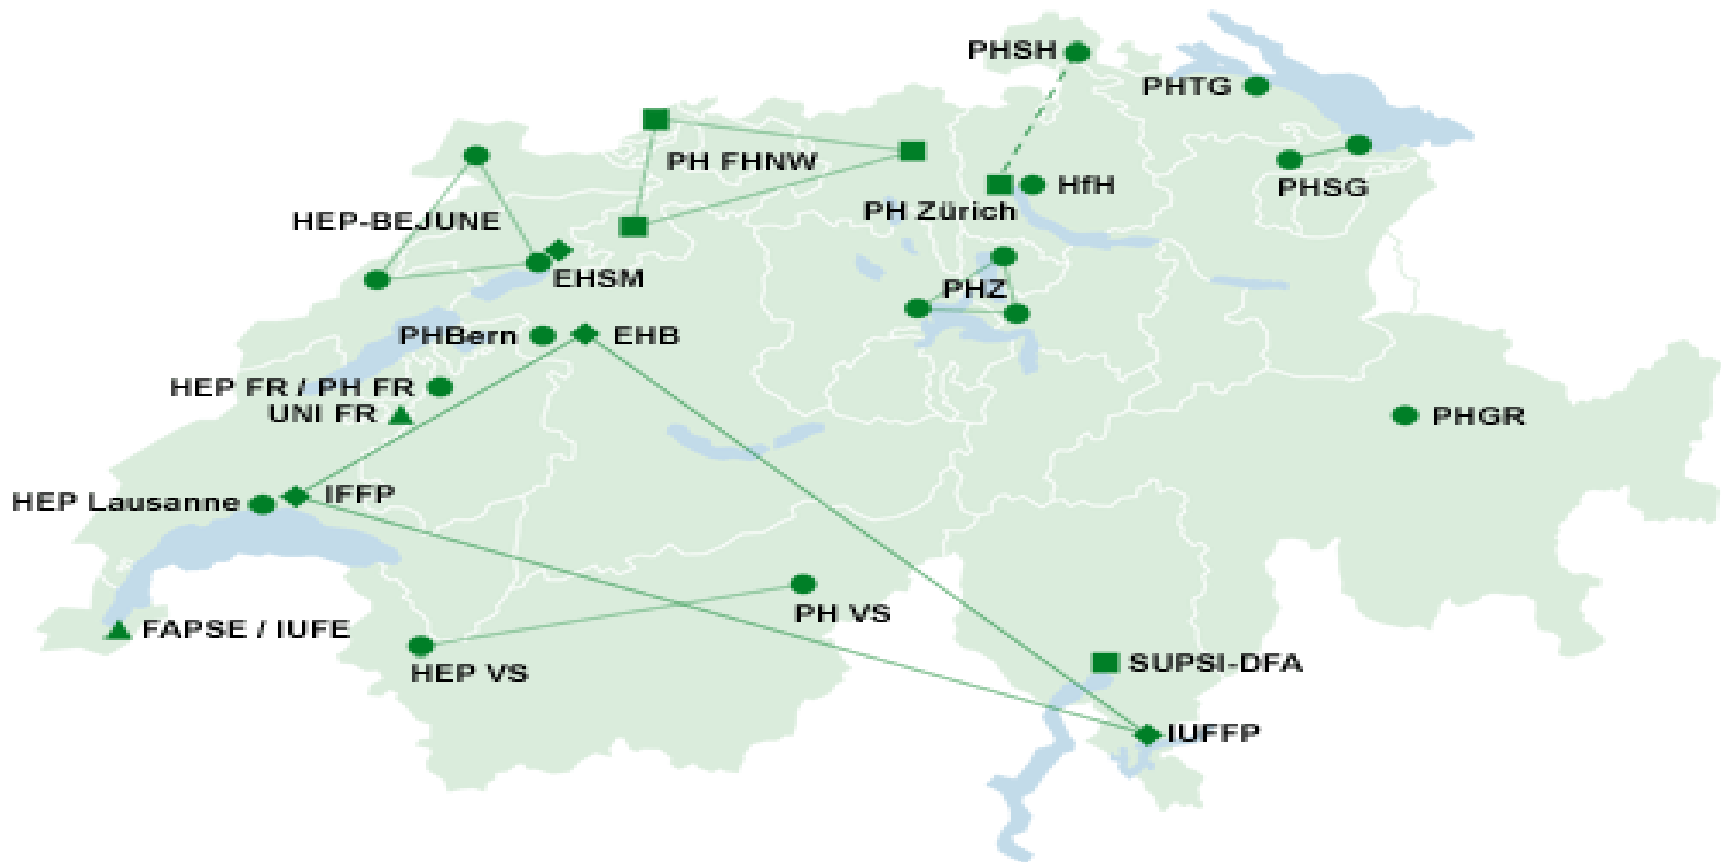 PHSH
PHTG
PH FHNW
HfH
PHSG
PH Zürich
HEP-BEJUNE
EHSM
PHZ
PHBern
EHB
HEP FR / PH FR
UNI FR
PHGR
IFFP
HEP Lausanne
PH VS
FAPSE / IUFE
HEP VS
SUPSI-DFA
IUFFP